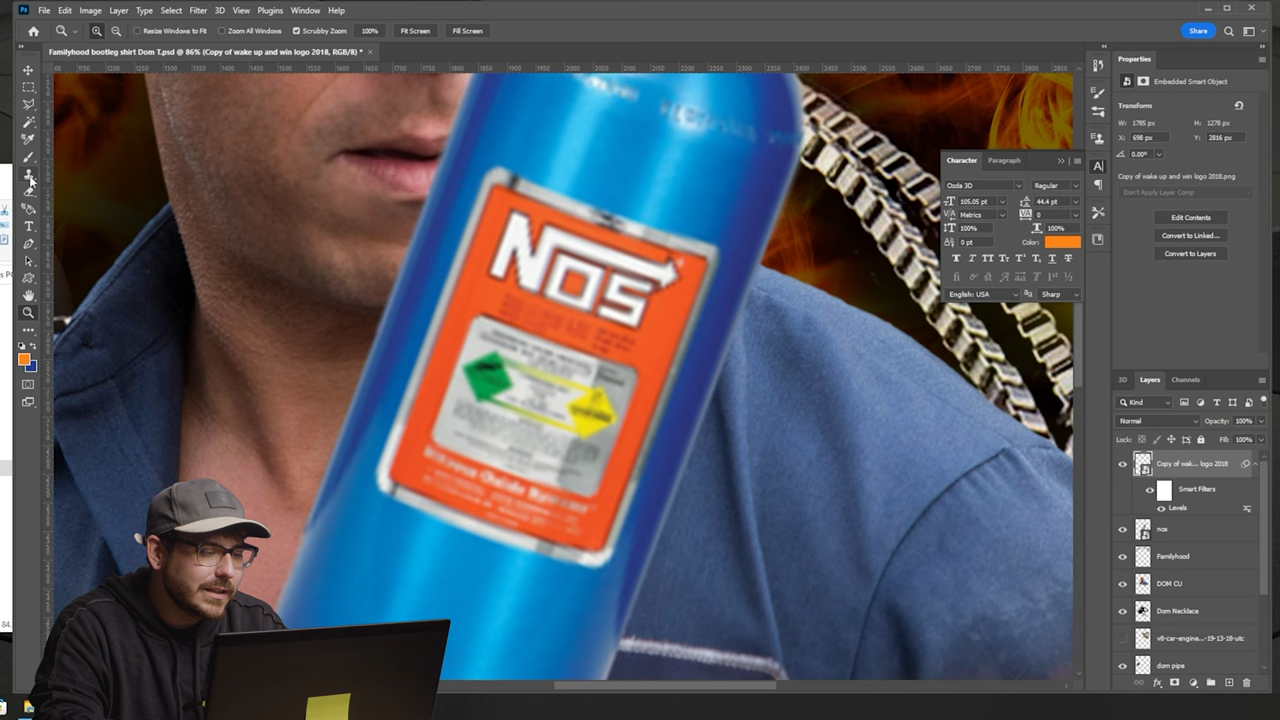 File Edit Image Layer Type Select Filter 3D View Plugins Window Help
Resize Windows to Fit Zoom All Windows Scrubby Zoom 100% Fit Screen Fill Screen Share
Familyhood bootleg shirt Dom T.psd @ 86% (Copy of wake up and win logo 2018, RGB/8) *
Properties
Embedded Smart Object
Transform
W: 1785 px H: 1278 px
X: 698 px Y: 2816 px
0.00°
Copy of wake up and win logo 2018.png
Don't Apply Layer Comp
Edit Contents
Convert to Linked...
Convert to Layers
Character Paragraph
Ozda 3D Regular
105.05 pt 44.4 pt
Metrics 0
100% 100%
0 pt Color:
English: USA Sharp
NOS
3D Layers Channels
Kind
Normal Opacity: 100%
Lock: Fill: 100%
Copy of wak... logo 2018
Smart Filters
Levels
nos
Familyhood
DOM CU
Dom Necklace
v8-car-engine...-19-13-18-utc
dom pipe